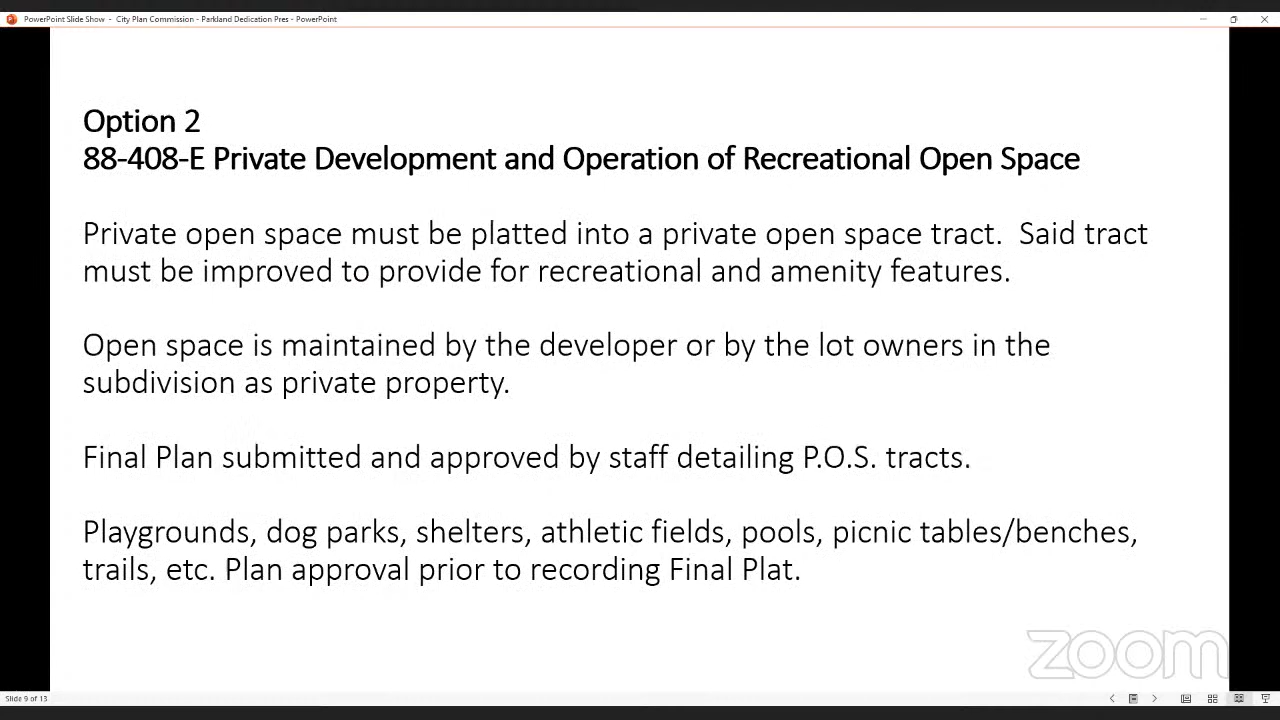 PowerPoint Slide Show - City Plan Commission - Parkland Dedication Pres - PowerPoint
Option 2
88-408-E Private Development and Operation of Recreational Open Space
Private open space must be platted into a private open space tract.  Said tract
must be improved to provide for recreational and amenity features.
Open space is maintained by the developer or by the lot owners in the
subdivision as private property.
Final Plan submitted and approved by staff detailing P.O.S. tracts.
Playgrounds, dog parks, shelters, athletic fields, pools, picnic tables/benches,
trails, etc. Plan approval prior to recording Final Plat.
zoom
Slide 9 of 13